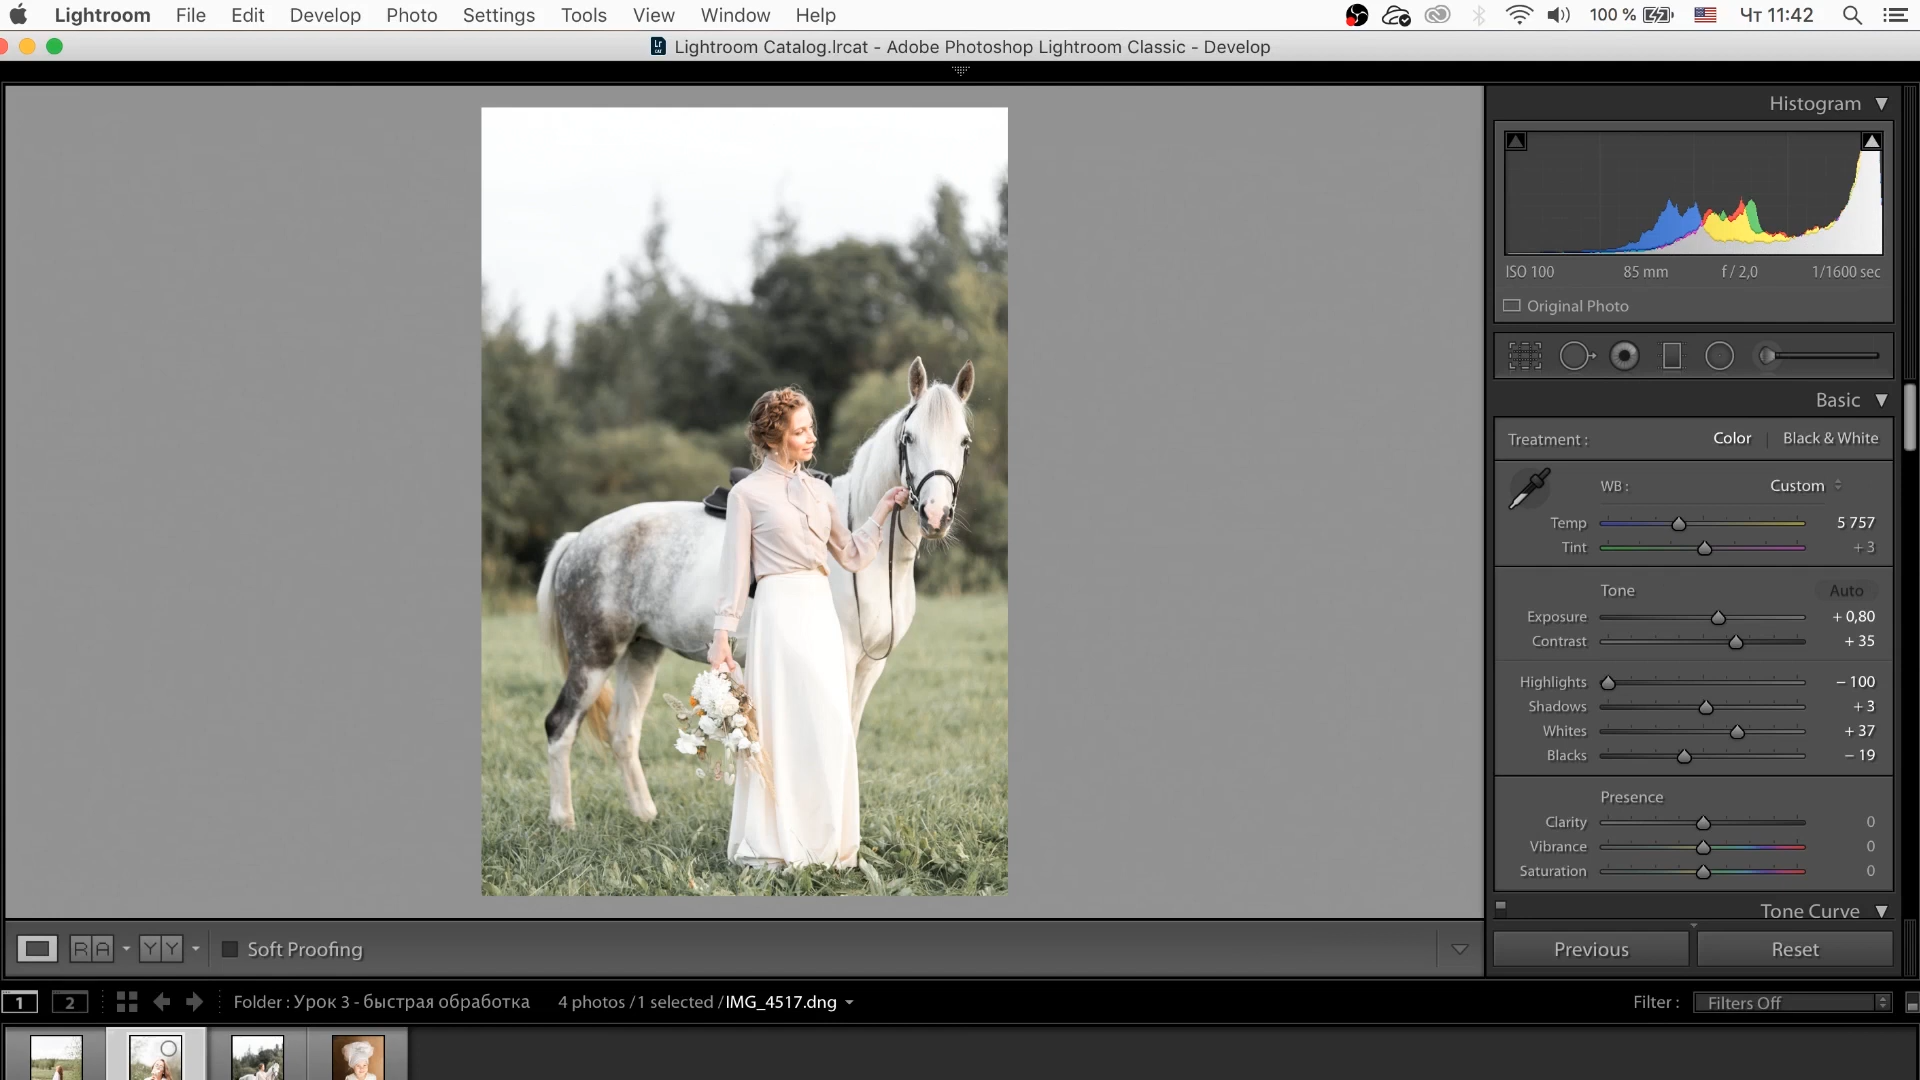 Lightroom File Edit Develop Photo Settings Tools View Window Help 100 % Чт 11:42
Lightroom Catalog.lrcat - Adobe Photoshop Lightroom Classic - Develop
Histogram
ISO 100 85 mm f / 2,0 1/1600 sec
Original Photo
Basic
Treatment : Color Black & White
WB : Custom
Temp 5 757
Tint + 3
Tone Auto
Exposure + 0,80
Contrast + 35
Highlights − 100
Shadows + 3
Whites + 37
Blacks − 19
Presence
Clarity 0
Vibrance 0
Saturation 0
Tone Curve
R A Y Y Soft Proofing Previous Reset
1 2 Folder : Урок 3 - быстрая обработка 4 photos / 1 selected / IMG_4517.dng Filter : Filters Off